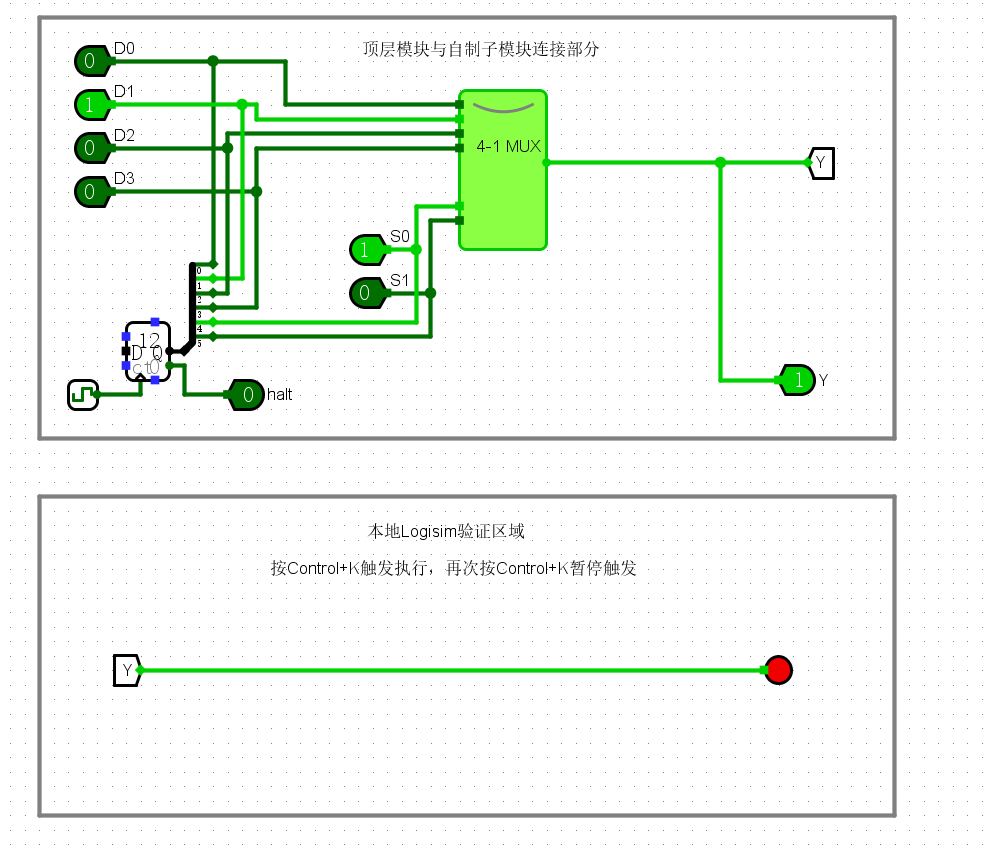 顶层模块与自制子模块连接部分
0 D0
1 D1
0 D2
0 D3
4-1 MUX
Y
1 S0
0 S1
0
1
2
3
4
5
12
D Q
ct0
0 halt
1 Y
本地Logisim验证区域
按Control+K触发执行，再次按Control+K暂停触发
Y